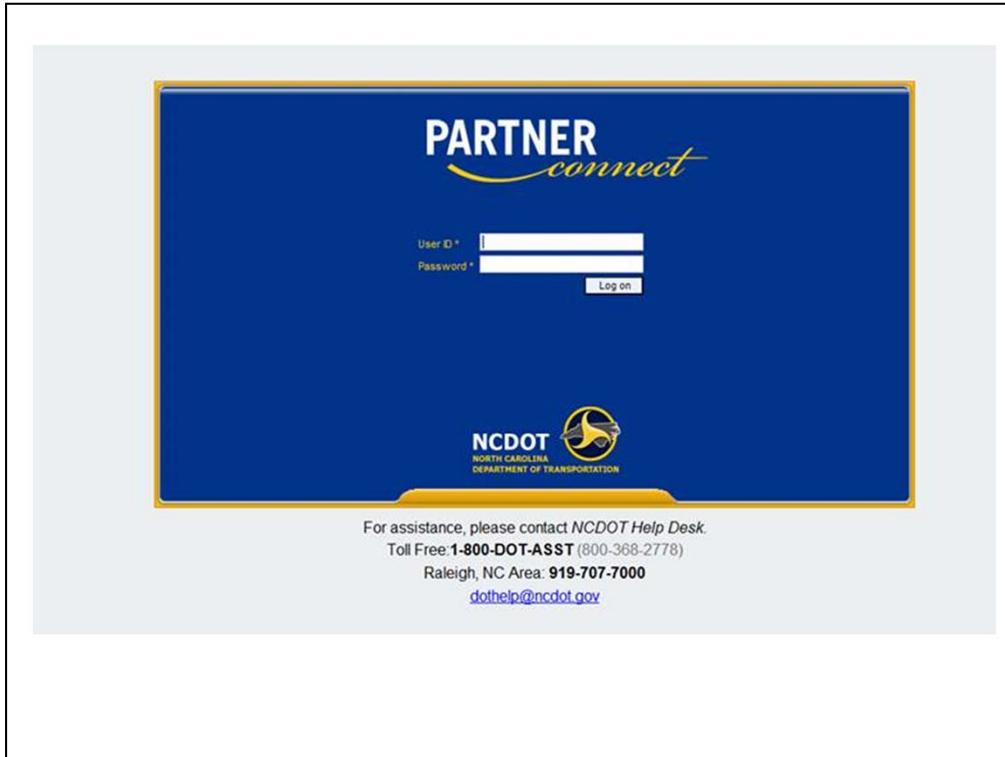 PARTNER
connect
User ID *
Password *
Log on
NCDOT
NORTH CAROLINA
DEPARTMENT OF TRANSPORTATION
For assistance, please contact NCDOT Help Desk.
Toll Free:1-800-DOT-ASST (800-368-2778)
Raleigh, NC Area: 919-707-7000
dothelp@ncdot.gov